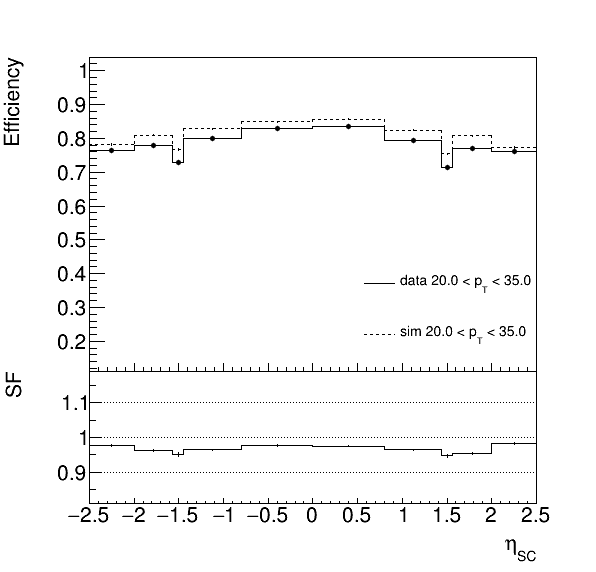 Efficiency
1
0.9
0.8
0.7
0.6
0.5
0.4
0.3
0.2
data 20.0 < p_T < 35.0
sim 20.0 < p_T < 35.0
SF
1.1
1
0.9
−2.5 −2 −1.5 −1 −0.5 0 0.5 1 1.5 2 2.5
η_SC